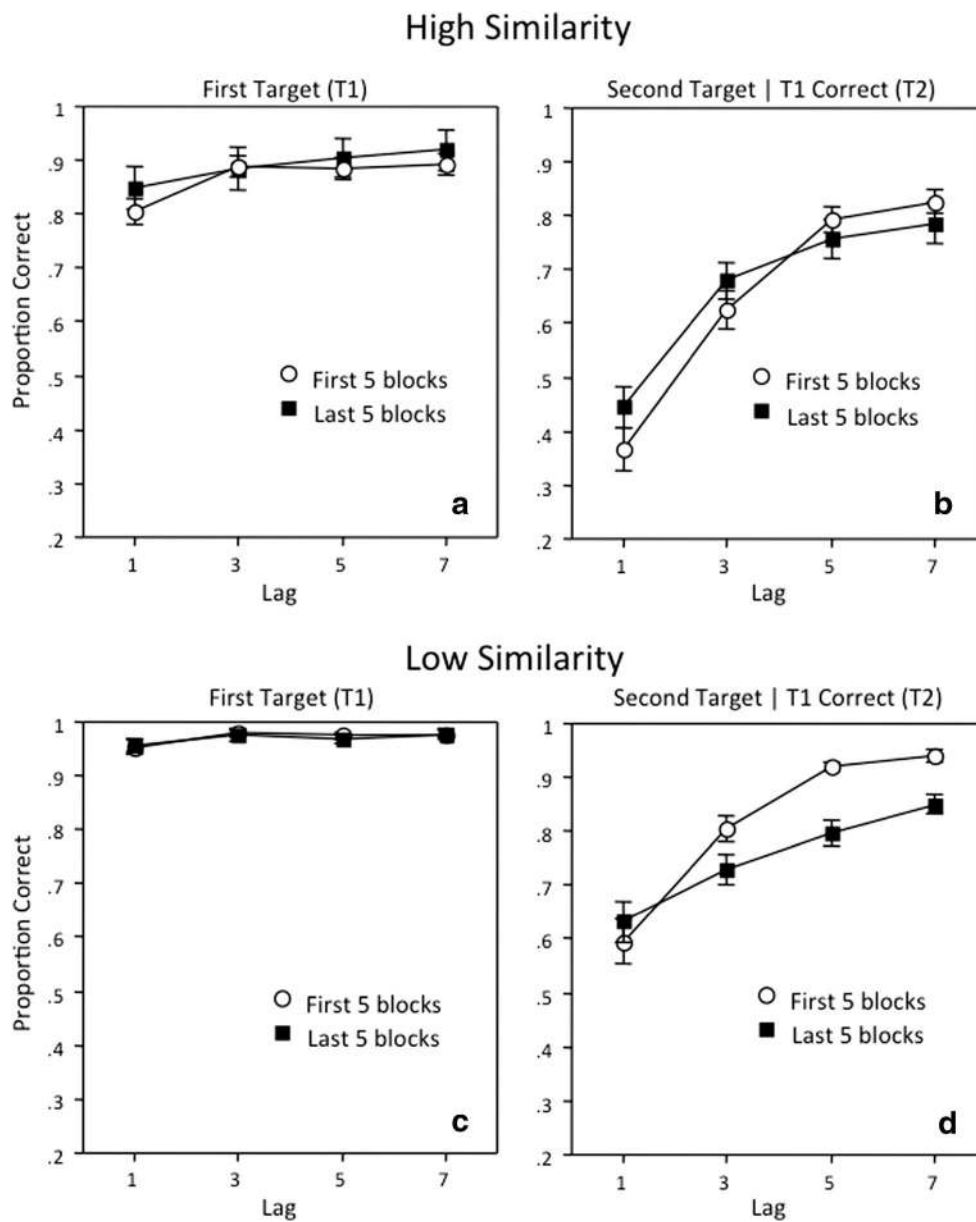 High Similarity
First Target (T1)
Second Target | T1 Correct (T2)
Proportion Correct
1
.9
.8
.7
.6
.5
.4
.3
.2
First 5 blocks
Last 5 blocks
a
1 3 5 7
Lag
1
.9
.8
.7
.6
.5
.4
.3
.2
First 5 blocks
Last 5 blocks
b
1 3 5 7
Lag
Low Similarity
First Target (T1)
Second Target | T1 Correct (T2)
Proportion Correct
1
.9
.8
.7
.6
.5
.4
.3
.2
First 5 blocks
Last 5 blocks
c
1 3 5 7
Lag
1
.9
.8
.7
.6
.5
.4
.3
.2
First 5 blocks
Last 5 blocks
d
1 3 5 7
Lag